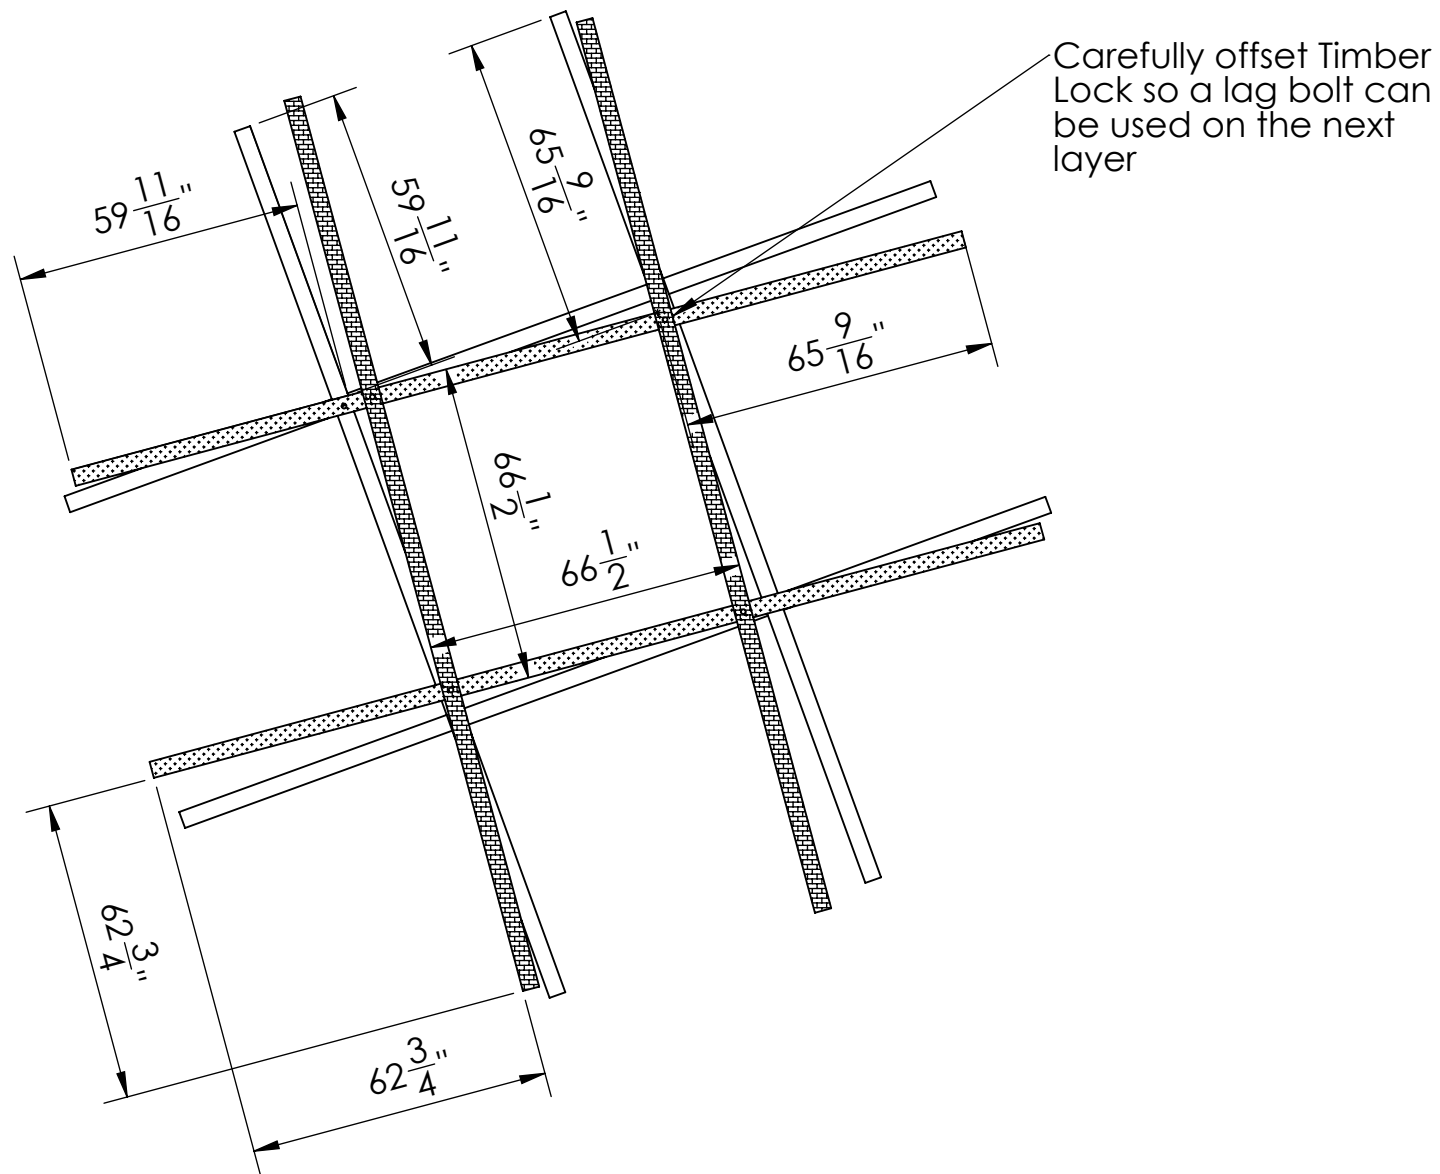 Carefully offset Timber
Lock so a lag bolt can
be used on the next
layer
59 11/16"
59 11/16"
65 9/16"
65 9/16"
66 1/2"
66 1/2"
62 3/4"
62 3/4"